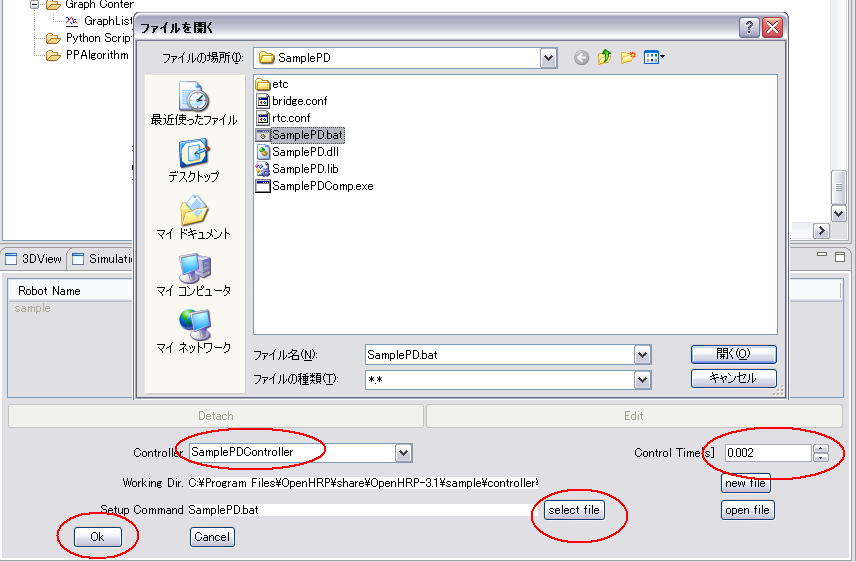 Graph Conter
GraphList
Python Scrip
PPAlgorithm
ファイルを開く
ファイルの場所(I):
SamplePD
最近使ったファイル
デスクトップ
マイ ドキュメント
マイ コンピュータ
マイ ネットワーク
etc
bridge.conf
rtc.conf
SamplePD.bat
SamplePD.dll
SamplePD.lib
SamplePDComp.exe
ファイル名(N):
SamplePD.bat
開く(O)
ファイルの種類(T):
*.*
キャンセル
3DView
Simulati
Robot Name
sample
Detach
Edit
Controller
SamplePDController
Control Time[s]
0.002
Working Dir.
C:¥Program Files¥OpenHRP¥share¥OpenHRP-3.1¥sample¥controller¥
new file
Setup Command
SamplePD.bat
select file
open file
Ok
Cancel